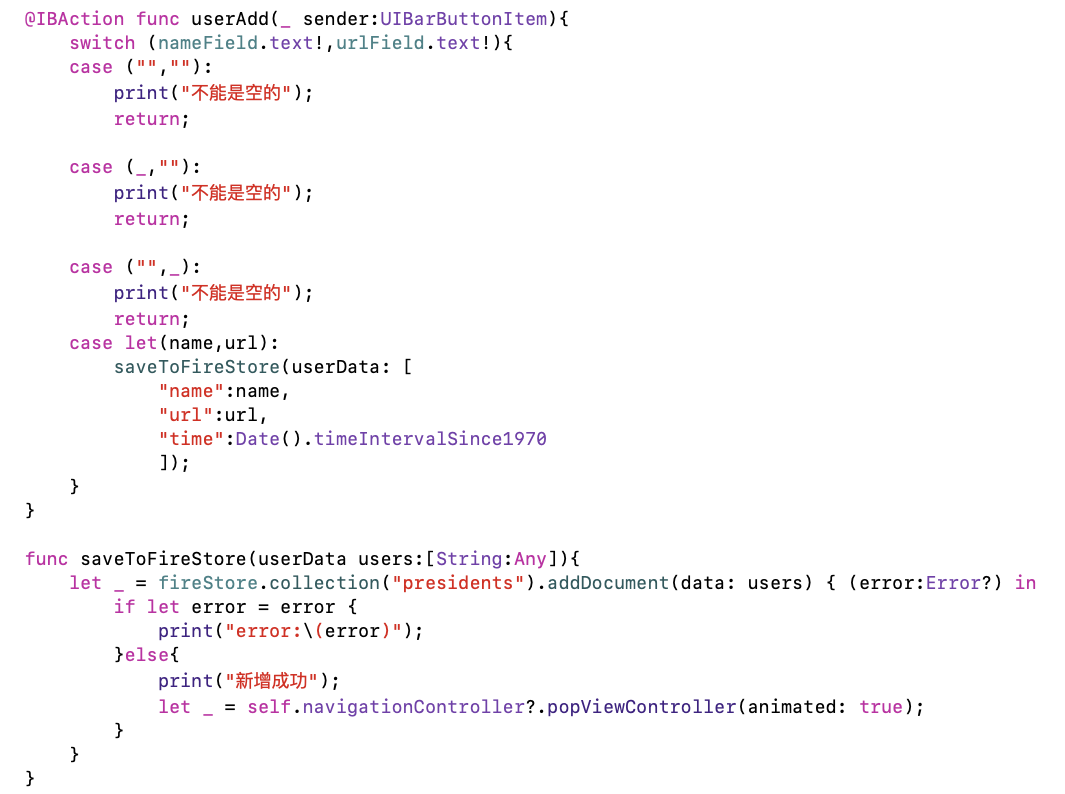 @IBAction func userAdd(_ sender:UIBarButtonItem){
    switch (nameField.text!,urlField.text!){
    case ("",""):
        print("不能是空的");
        return;

    case (_,""):
        print("不能是空的");
        return;

    case ("",_):
        print("不能是空的");
        return;
    case let(name,url):
        saveToFireStore(userData: [
            "name":name,
            "url":url,
            "time":Date().timeIntervalSince1970
            ]);
    }
}

func saveToFireStore(userData users:[String:Any]){
    let _ = fireStore.collection("presidents").addDocument(data: users) { (error:Error?) in
        if let error = error {
            print("error:\(error)");
        }else{
            print("新增成功");
            let _ = self.navigationController?.popViewController(animated: true);
        }
    }
}